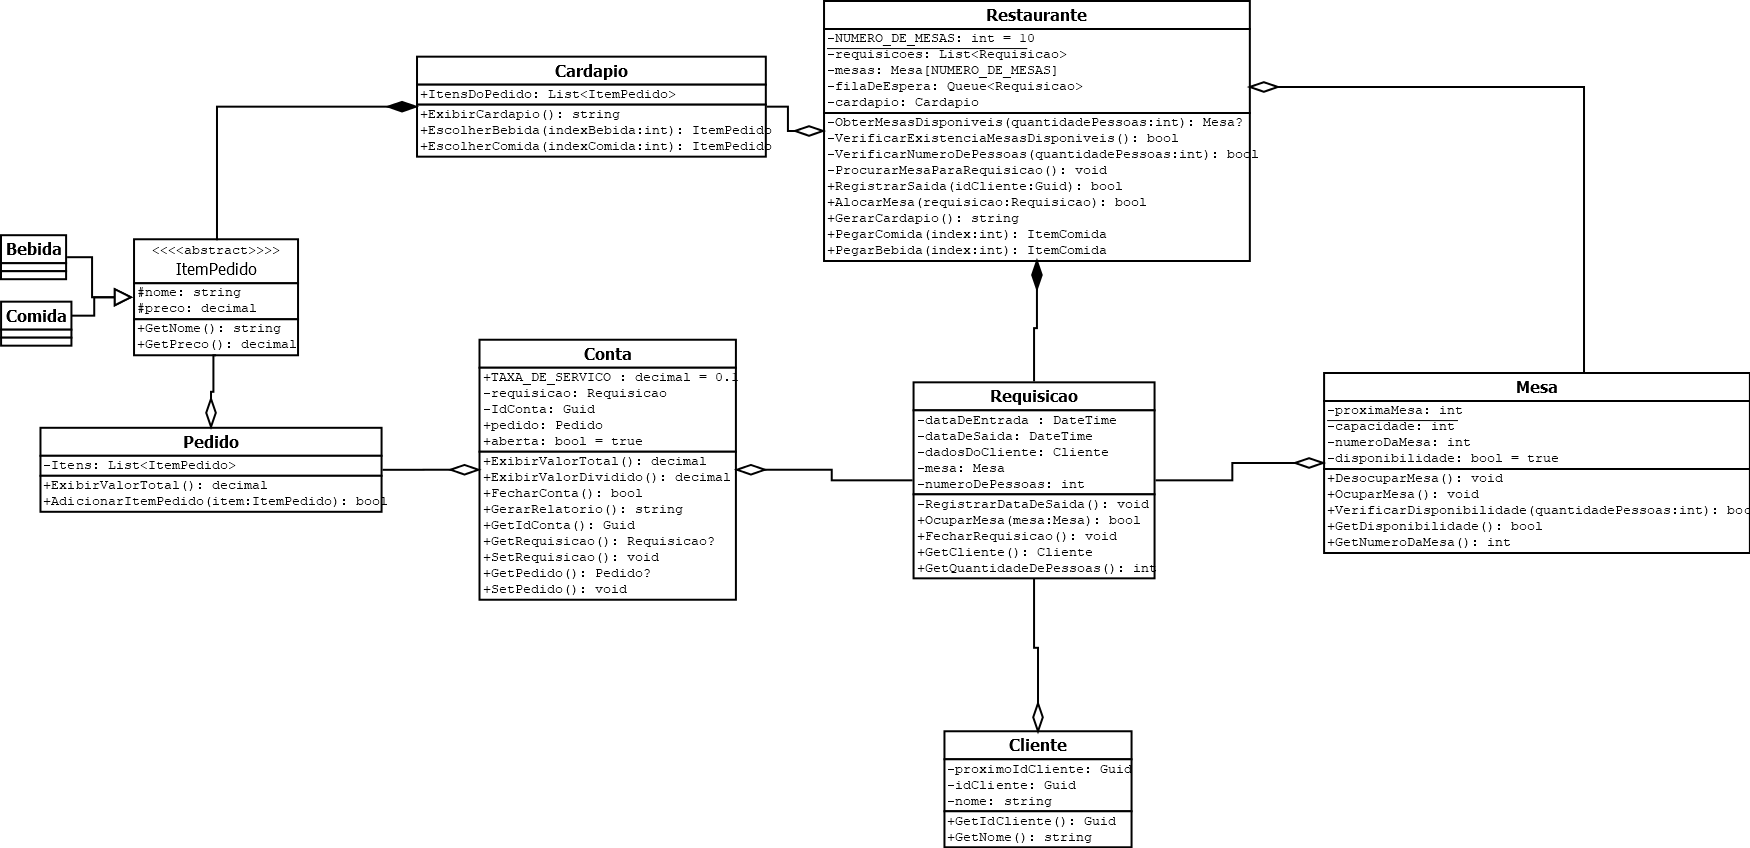 Restaurante
-NUMERO_DE_MESAS: int = 10
-requisicoes: List<Requisicao>
-mesas: Mesa[NUMERO_DE_MESAS]
-filaDeEspera: Queue<Requisicao>
-cardapio: Cardapio
-ObterMesasDisponiveis(quantidadePessoas:int): Mesa?
-VerificarExistenciaMesasDisponiveis(): bool
-VerificarNumeroDePessoas(quantidadePessoas:int): bool
-ProcurarMesaParaRequisicao(): void
+RegistrarSaida(idCliente:Guid): bool
+AlocarMesa(requisicao:Requisicao): bool
+GerarCardapio(): string
+PegarComida(index:int): ItemComida
+PegarBebida(index:int): ItemComida
Cardapio
+ItensDoPedido: List<ItemPedido>
+ExibirCardapio(): string
+EscolherBebida(indexBebida:int): ItemPedido
+EscolherComida(indexComida:int): ItemPedido
Bebida
Comida
<<<<abstract>>>>
ItemPedido
#nome: string
#preco: decimal
+GetNome(): string
+GetPreco(): decimal
Pedido
-Itens: List<ItemPedido>
+ExibirValorTotal(): decimal
+AdicionarItemPedido(item:ItemPedido): bool
Conta
+TAXA_DE_SERVICO : decimal = 0.1
-requisicao: Requisicao
-IdConta: Guid
+pedido: Pedido
+aberta: bool = true
+ExibirValorTotal(): decimal
+ExibirValorDividido(): decimal
+FecharConta(): bool
+GerarRelatorio(): string
+GetIdConta(): Guid
+GetRequisicao(): Requisicao?
+SetRequisicao(): void
+GetPedido(): Pedido?
+SetPedido(): void
Requisicao
-dataDeEntrada : DateTime
-dataDeSaida: DateTime
-dadosDoCliente: Cliente
-mesa: Mesa
-numeroDePessoas: int
-RegistrarDataDeSaida(): void
+OcuparMesa(mesa:Mesa): bool
+FecharRequisicao(): void
+GetCliente(): Cliente
+GetQuantidadeDePessoas(): int
Mesa
-proximaMesa: int
-capacidade: int
-numeroDaMesa: int
-disponibilidade: bool = true
+DesocuparMesa(): void
+OcuparMesa(): void
+VerificarDisponibilidade(quantidadePessoas:int): boo
+GetDisponibilidade(): bool
+GetNumeroDaMesa(): int
Cliente
-proximoIdCliente: Guid
-idCliente: Guid
-nome: string
+GetIdCliente(): Guid
+GetNome(): string